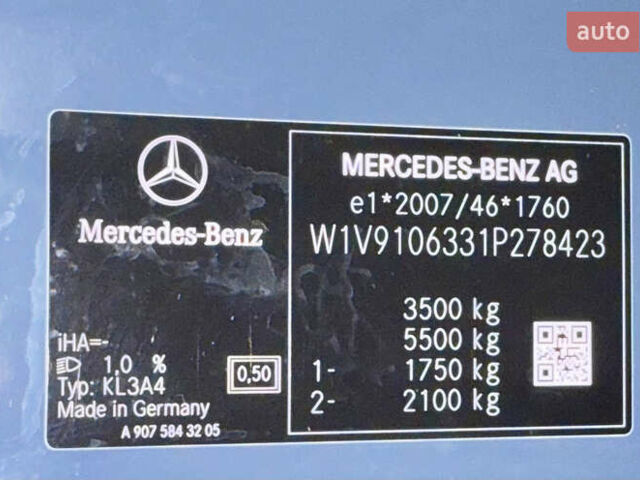 auto
Mercedes-Benz
iHA=-
1,0 %
Typ: KL3A4
Made in Germany
A 907 584 32 05
0,50
MERCEDES-BENZ AG
e1*2007/46*1760
W1V9106331P278423
3500 kg
5500 kg
1- 1750 kg
2- 2100 kg